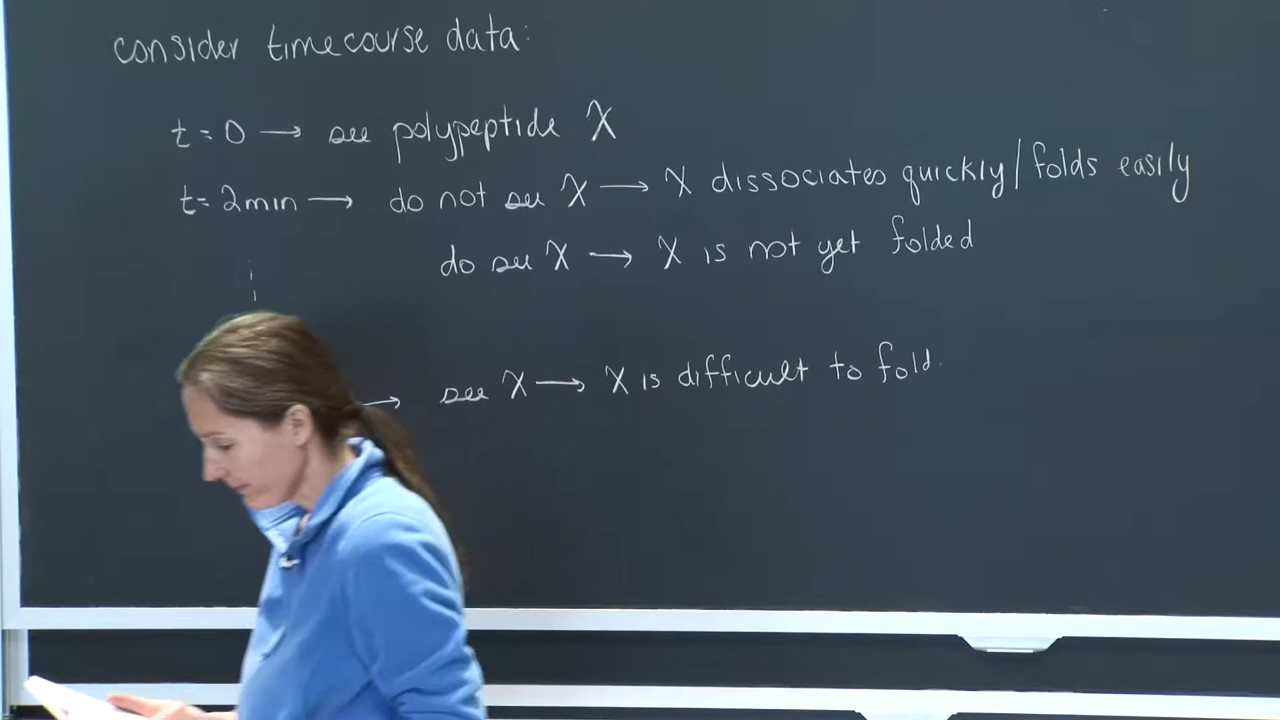 consider timecourse data:
t=0 → see polypeptide X
t=2min → do not see X → X dissociates quickly/folds easily
do see X → X is not yet folded
→ see X → X is difficult to fold.